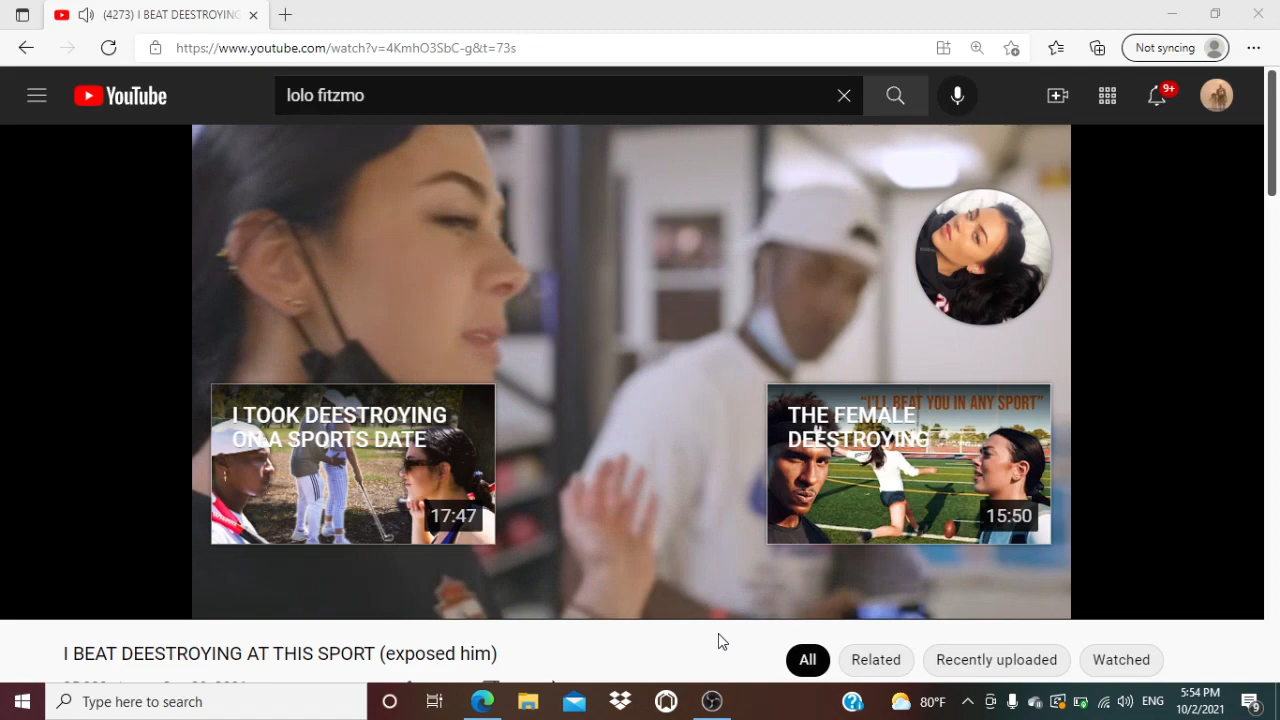 (4273) I BEAT DEESTROYING
https://www.youtube.com/watch?v=4KmhO3SbC-g&t=73s
Not syncing
YouTube
lolo fitzmo
9+
"I'LL BEAT YOU IN ANY SPORT"
I TOOK DEESTROYING
ON A SPORTS DATE
17:47
THE FEMALE
DEESTROYING
15:50
I BEAT DEESTROYING AT THIS SPORT (exposed him)
All
Related
Recently uploaded
Watched
Type here to search
80°F
ENG
5:54 PM
10/2/2021
9